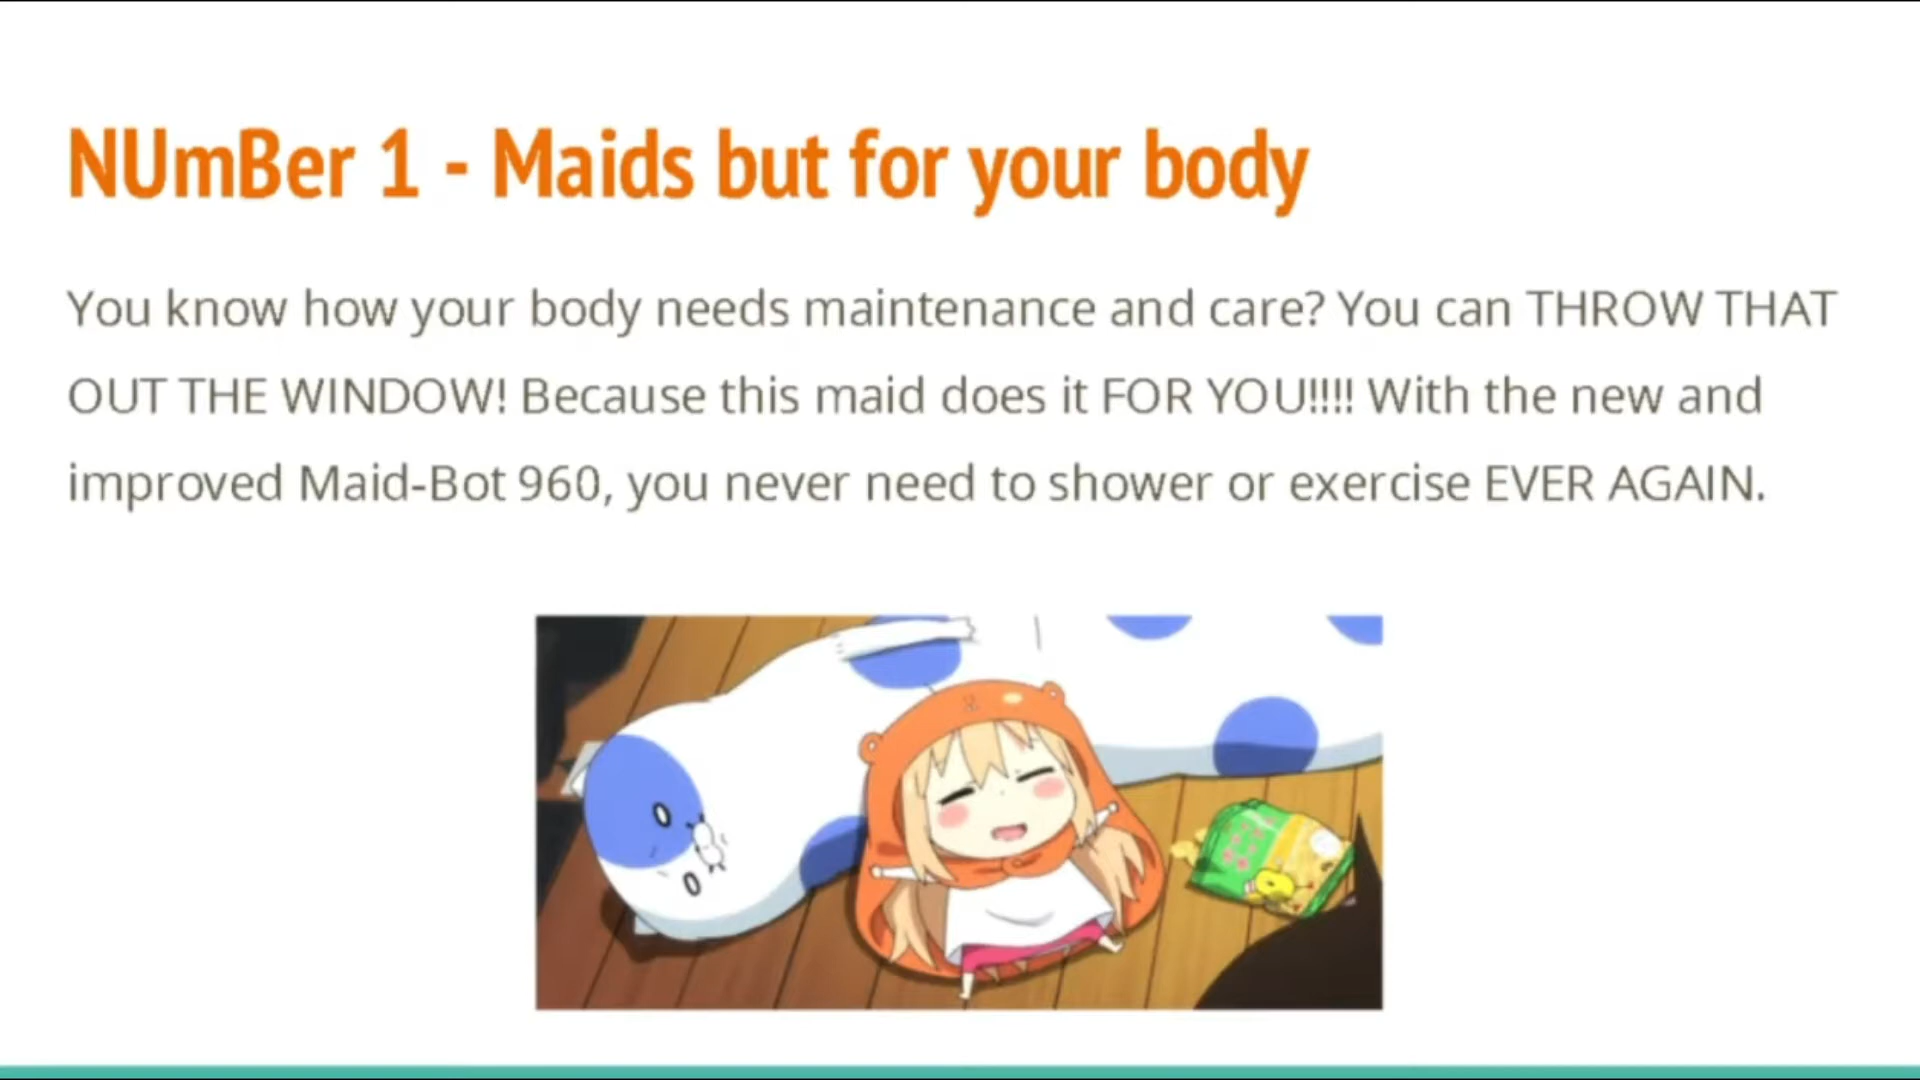 NUmBer 1 - Maids but for your body
You know how your body needs maintenance and care? You can THROW THAT
OUT THE WINDOW! Because this maid does it FOR YOU!!!! With the new and
improved Maid-Bot 960, you never need to shower or exercise EVER AGAIN.